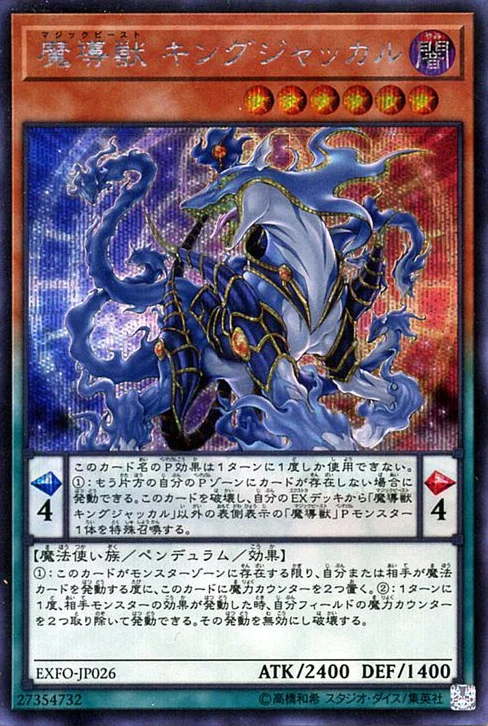 マジックビースト
魔導獣 キングジャッカル
闇
このカード名のP効果は1ターンに1度しか使用できない。
①:もう片方の自分のPゾーンにカードが存在しない場合に
発動できる。このカードを破壊し、自分のEXデッキから「魔導獣
キングジャッカル」以外の表側表示の「魔導獣」Pモンスター
1体を特殊召喚する。
4
4
【魔法使い族/ペンデュラム/効果】
①:このカードがモンスターゾーンに存在する限り、自分または相手が魔法
カードを発動する度に、このカードに魔力カウンターを2つ置く。②:1ターンに
1度、相手モンスターの効果が発動した時、自分フィールドの魔力カウンター
を2つ取り除いて発動できる。その発動を無効にし破壊する。
EXFO-JP026
ATK/2400 DEF/1400
27354732
©高橋和希 スタジオ・ダイス/集英社